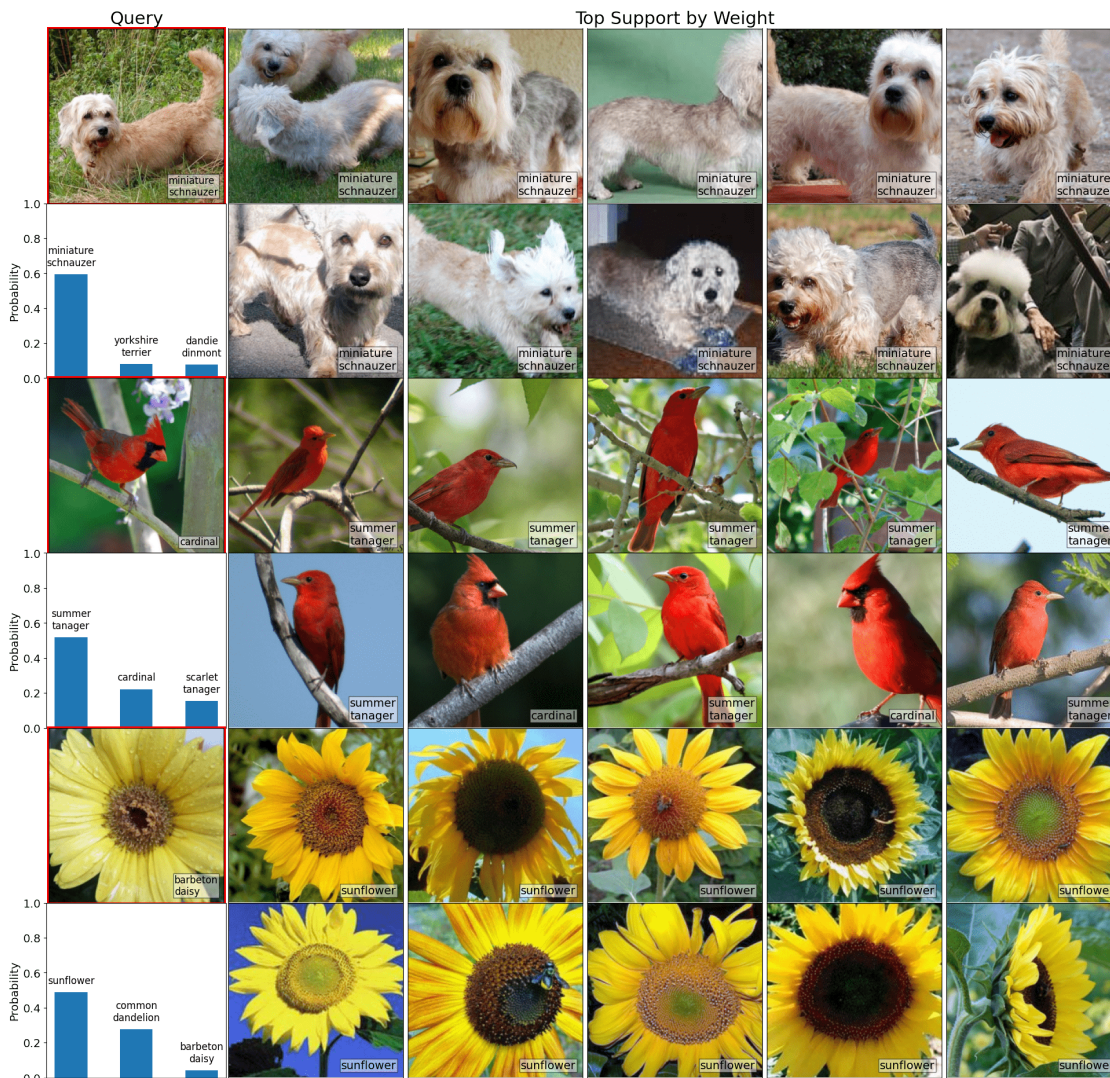 Query
Top Support by Weight
miniature
schnauzer
miniature
schnauzer
miniature
schnauzer
miniature
schnauzer
miniature
schnauzer
miniature
schnauzer
1.0
0.8
0.6
0.4
0.2
0.0
Probability
miniature
schnauzer
yorkshire
terrier
dandie
dinmont
miniature
schnauzer
miniature
schnauzer
miniature
schnauzer
miniature
schnauzer
miniature
schnauzer
cardinal
summer
tanager
summer
tanager
summer
tanager
summer
tanager
summer
tanager
1.0
0.8
0.6
0.4
0.2
0.0
Probability
summer
tanager
cardinal
scarlet
tanager
summer
tanager
cardinal
summer
tanager
cardinal
summer
tanager
barbeton
daisy
sunflower
sunflower
sunflower
sunflower
sunflower
1.0
0.8
0.6
0.4
0.2
0.0
Probability
sunflower
common
dandelion
barbeton
daisy
sunflower
sunflower
sunflower
sunflower
sunflower